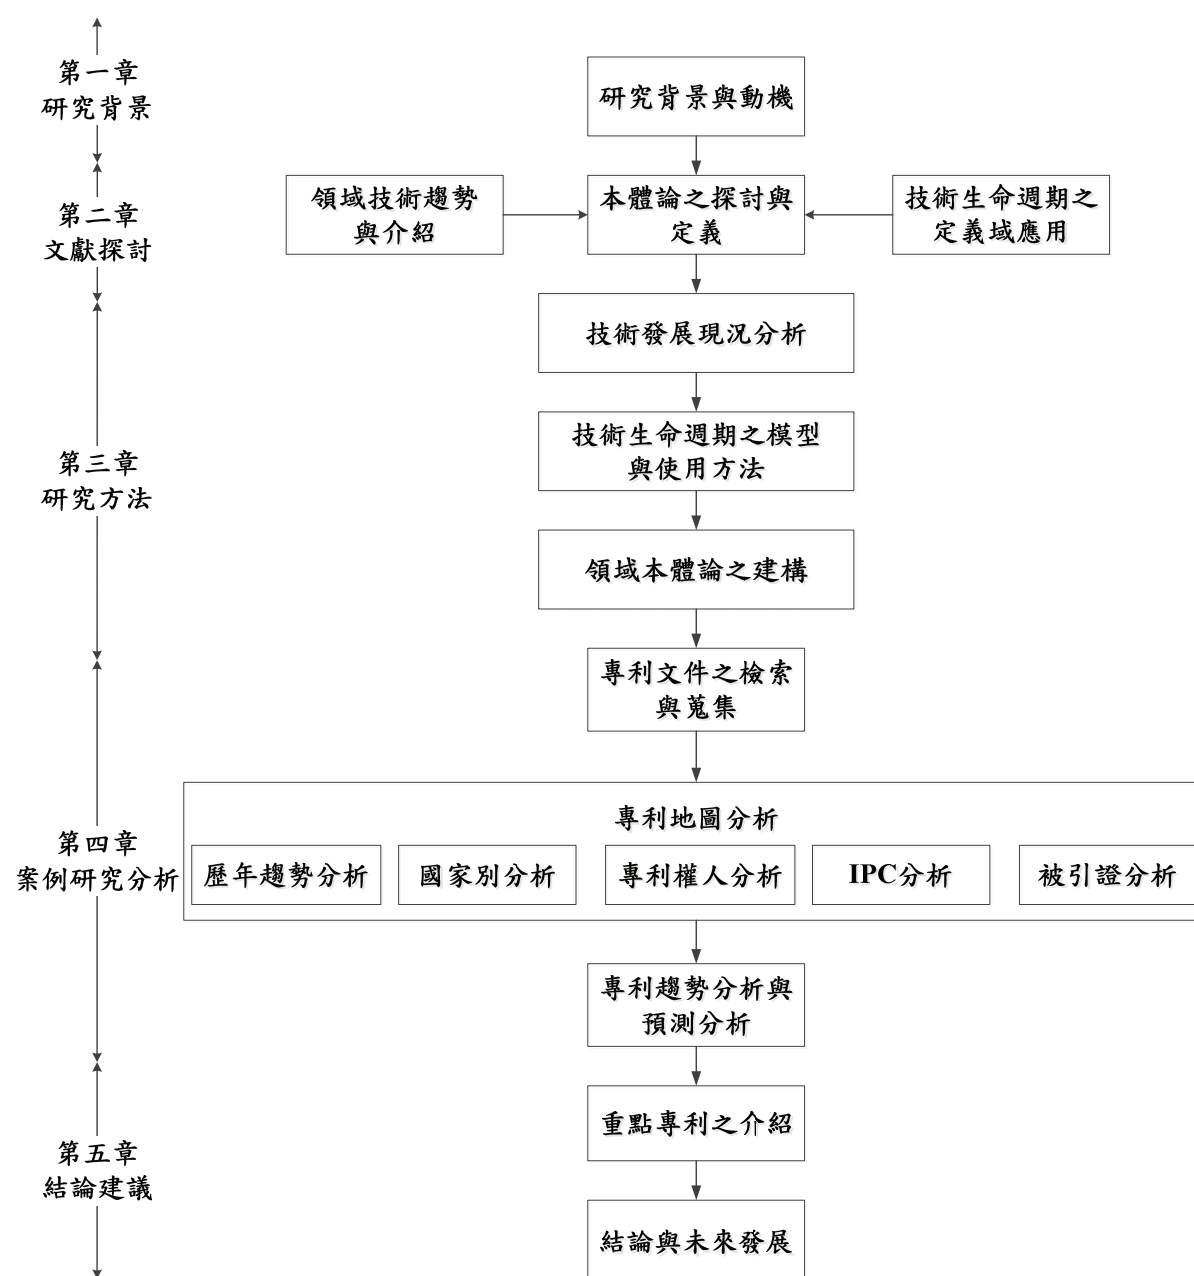 第一章
研究背景
研究背景與動機
第二章
文獻探討
領域技術趨勢
與介紹
本體論之探討與
定義
技術生命週期之
定義域應用
第三章
研究方法
技術發展現況分析
技術生命週期之模型
與使用方法
領域本體論之建構
第四章
案例研究分析
專利文件之檢索
與蒐集
專利地圖分析
歷年趨勢分析
國家別分析
專利權人分析
IPC分析
被引證分析
專利趨勢分析與
預測分析
第五章
結論建議
重點專利之介紹
結論與未來發展